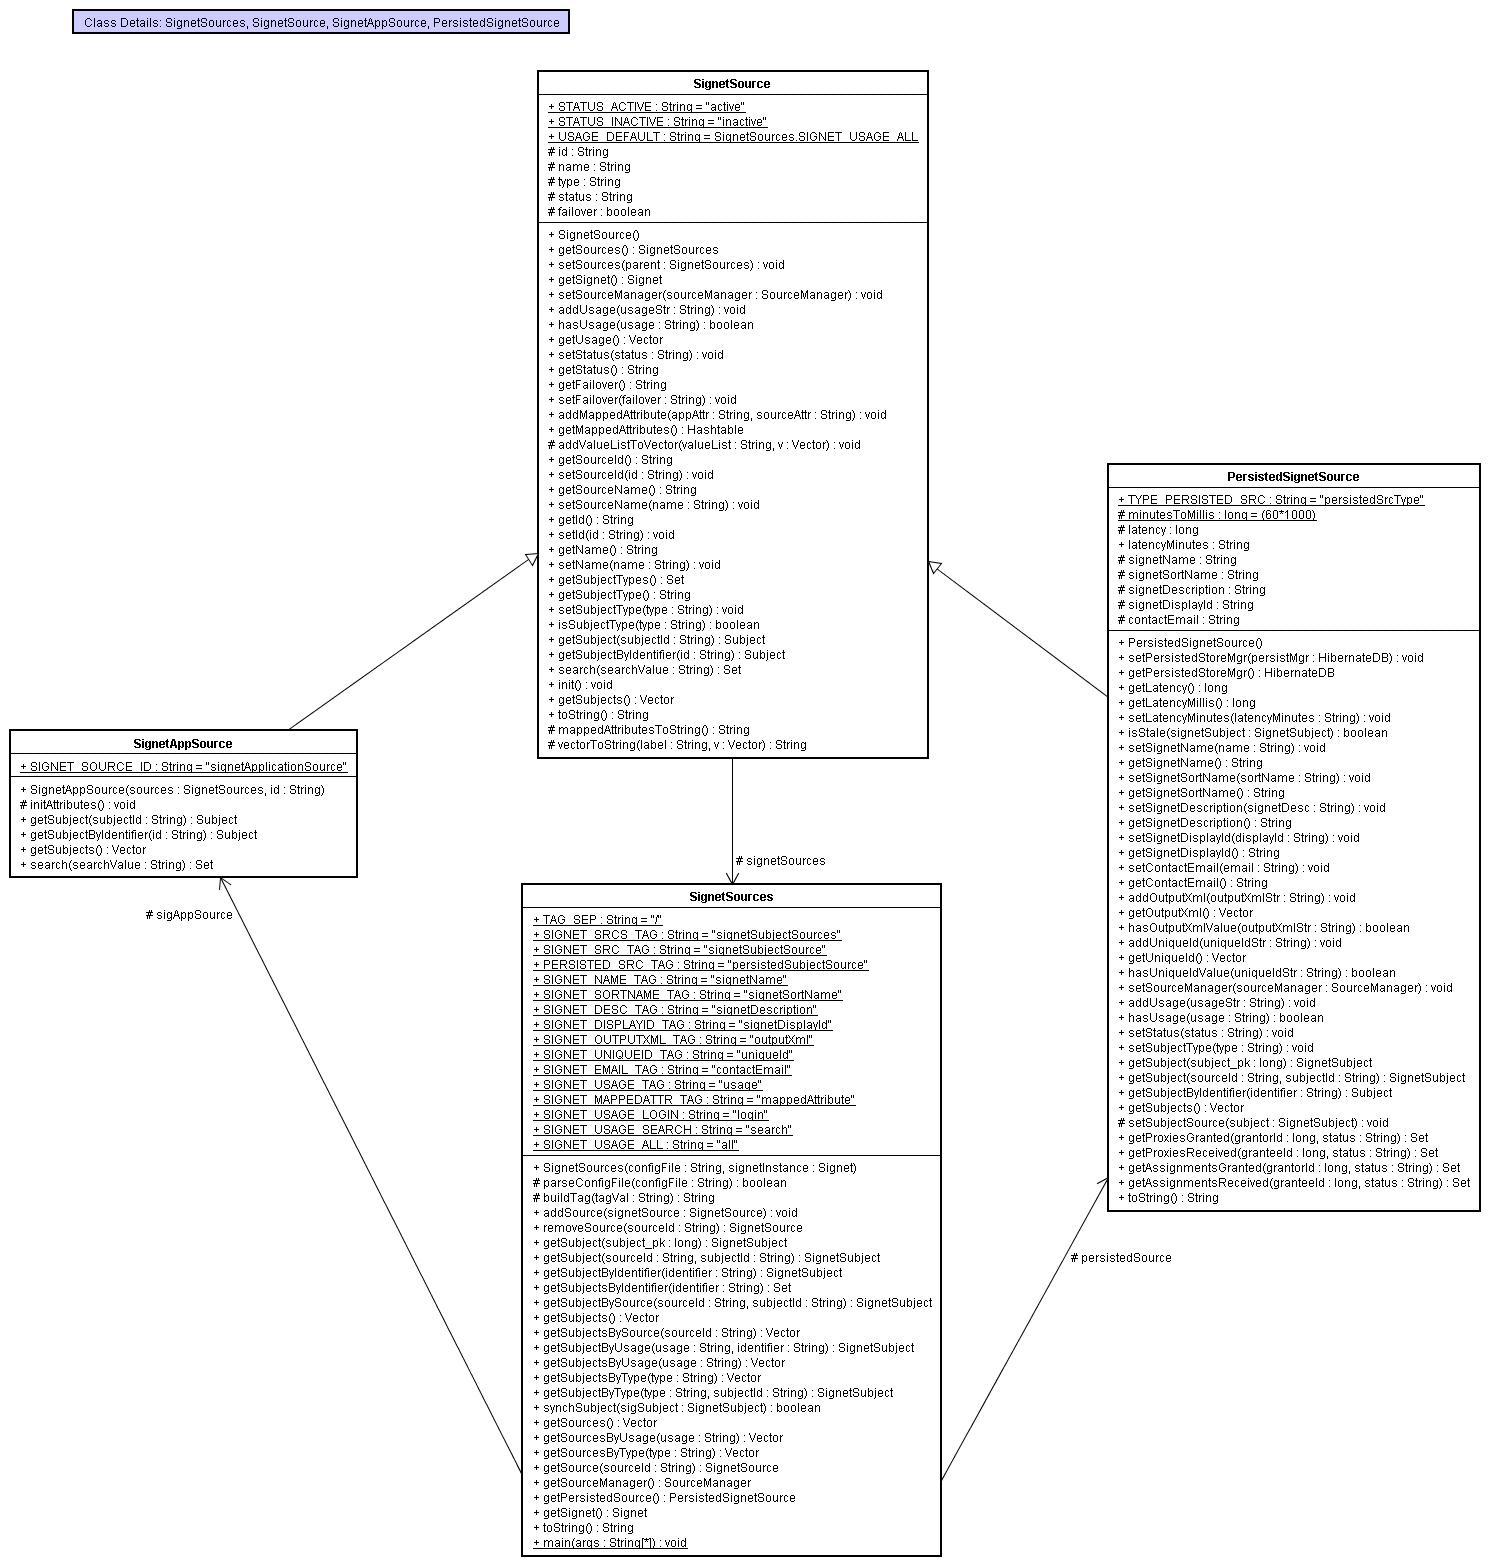 Class Details: SignetSources, SignetSource, SignetAppSource, PersistedSignetSource
SignetSource
+ STATUS_ACTIVE : String = "active"
+ STATUS_INACTIVE : String = "inactive"
+ USAGE_DEFAULT : String = SignetSources.SIGNET_USAGE_ALL
# id : String
# name : String
# type : String
# status : String
# failover : boolean
+ SignetSource()
+ getSources() : SignetSources
+ setSources(parent : SignetSources) : void
+ getSignet() : Signet
+ setSourceManager(sourceManager : SourceManager) : void
+ addUsage(usageStr : String) : void
+ hasUsage(usage : String) : boolean
+ getUsage() : Vector
+ setStatus(status : String) : void
+ getStatus() : String
+ getFailover() : String
+ setFailover(failover : String) : void
+ addMappedAttribute(appAttr : String, sourceAttr : String) : void
+ getMappedAttributes() : Hashtable
# addValueListToVector(valueList : String, v : Vector) : void
+ getSourceId() : String
+ setSourceId(id : String) : void
+ getSourceName() : String
+ setSourceName(name : String) : void
+ getId() : String
+ setId(id : String) : void
+ getName() : String
+ setName(name : String) : void
+ getSubjectTypes() : Set
+ getSubjectType() : String
+ setSubjectType(type : String) : void
+ isSubjectType(type : String) : boolean
+ getSubject(subjectId : String) : Subject
+ getSubjectByIdentifier(id : String) : Subject
+ search(searchValue : String) : Set
+ init() : void
+ getSubjects() : Vector
+ toString() : String
# mappedAttributesToString() : String
# vectorToString(label : String, v : Vector) : String
PersistedSignetSource
+ TYPE_PERSISTED_SRC : String = "persistedSrcType"
# minutesToMillis : long = (60*1000)
# latency : long
+ latencyMinutes : String
# signetName : String
# signetSortName : String
# signetDescription : String
# signetDisplayId : String
# contactEmail : String
+ PersistedSignetSource()
+ setPersistedStoreMgr(persistMgr : HibernateDB) : void
+ getPersistedStoreMgr() : HibernateDB
+ getLatency() : long
+ getLatencyMillis() : long
+ setLatencyMinutes(latencyMinutes : String) : void
+ isStale(signetSubject : SignetSubject) : boolean
+ setSignetName(name : String) : void
+ getSignetName() : String
+ setSignetSortName(sortName : String) : void
+ getSignetSortName() : String
+ setSignetDescription(signetDesc : String) : void
+ getSignetDescription() : String
+ setSignetDisplayId(displayId : String) : void
+ getSignetDisplayId() : String
+ setContactEmail(email : String) : void
+ getContactEmail() : String
+ addOutputXml(outputXmlStr : String) : void
+ getOutputXml() : Vector
+ hasOutputXmlValue(outputXmlStr : String) : boolean
+ addUniqueId(uniqueIdStr : String) : void
+ getUniqueId() : Vector
+ hasUniqueIdValue(uniqueIdStr : String) : boolean
+ setSourceManager(sourceManager : SourceManager) : void
+ addUsage(usageStr : String) : void
+ hasUsage(usage : String) : boolean
+ setStatus(status : String) : void
+ setSubjectType(type : String) : void
+ getSubject(subject_pk : long) : SignetSubject
+ getSubject(sourceId : String, subjectId : String) : SignetSubject
+ getSubjectByIdentifier(identifier : String) : Subject
+ getSubjects() : Vector
# setSubjectSource(subject : SignetSubject) : void
+ getProxiesGranted(grantorId : long, status : String) : Set
+ getProxiesReceived(granteeId : long, status : String) : Set
+ getAssignmentsGranted(grantorId : long, status : String) : Set
+ getAssignmentsReceived(granteeId : long, status : String) : Set
+ toString() : String
SignetAppSource
+ SIGNET_SOURCE_ID : String = "signetApplicationSource"
+ SignetAppSource(sources : SignetSources, id : String)
# initAttributes() : void
+ getSubject(subjectId : String) : Subject
+ getSubjectByIdentifier(id : String) : Subject
+ getSubjects() : Vector
+ search(searchValue : String) : Set
# signetSources
# sigAppSource
# persistedSource
SignetSources
+ TAG_SEP : String = "/"
+ SIGNET_SRCS_TAG : String = "signetSubjectSources"
+ SIGNET_SRC_TAG : String = "signetSubjectSource"
+ PERSISTED_SRC_TAG : String = "persistedSubjectSource"
+ SIGNET_NAME_TAG : String = "signetName"
+ SIGNET_SORTNAME_TAG : String = "signetSortName"
+ SIGNET_DESC_TAG : String = "signetDescription"
+ SIGNET_DISPLAYID_TAG : String = "signetDisplayId"
+ SIGNET_OUTPUTXML_TAG : String = "outputXml"
+ SIGNET_UNIQUEID_TAG : String = "uniqueId"
+ SIGNET_EMAIL_TAG : String = "contactEmail"
+ SIGNET_USAGE_TAG : String = "usage"
+ SIGNET_MAPPEDATTR_TAG : String = "mappedAttribute"
+ SIGNET_USAGE_LOGIN : String = "login"
+ SIGNET_USAGE_SEARCH : String = "search"
+ SIGNET_USAGE_ALL : String = "all"
+ SignetSources(configFile : String, signetInstance : Signet)
# parseConfigFile(configFile : String) : boolean
# buildTag(tagVal : String) : String
+ addSource(signetSource : SignetSource) : void
+ removeSource(sourceId : String) : SignetSource
+ getSubject(subject_pk : long) : SignetSubject
+ getSubject(sourceId : String, subjectId : String) : SignetSubject
+ getSubjectByIdentifier(identifier : String) : SignetSubject
+ getSubjectsByIdentifier(identifier : String) : Set
+ getSubjectBySource(sourceId : String, subjectId : String) : SignetSubject
+ getSubjects() : Vector
+ getSubjectsBySource(sourceId : String) : Vector
+ getSubjectByUsage(usage : String, identifier : String) : SignetSubject
+ getSubjectsByUsage(usage : String) : Vector
+ getSubjectsByType(type : String) : Vector
+ getSubjectByType(type : String, subjectId : String) : SignetSubject
+ synchSubject(sigSubject : SignetSubject) : boolean
+ getSources() : Vector
+ getSourcesByUsage(usage : String) : Vector
+ getSourcesByType(type : String) : Vector
+ getSource(sourceId : String) : SignetSource
+ getSourceManager() : SourceManager
+ getPersistedSource() : PersistedSignetSource
+ getSignet() : Signet
+ toString() : String
+ main(args : String[*]) : void